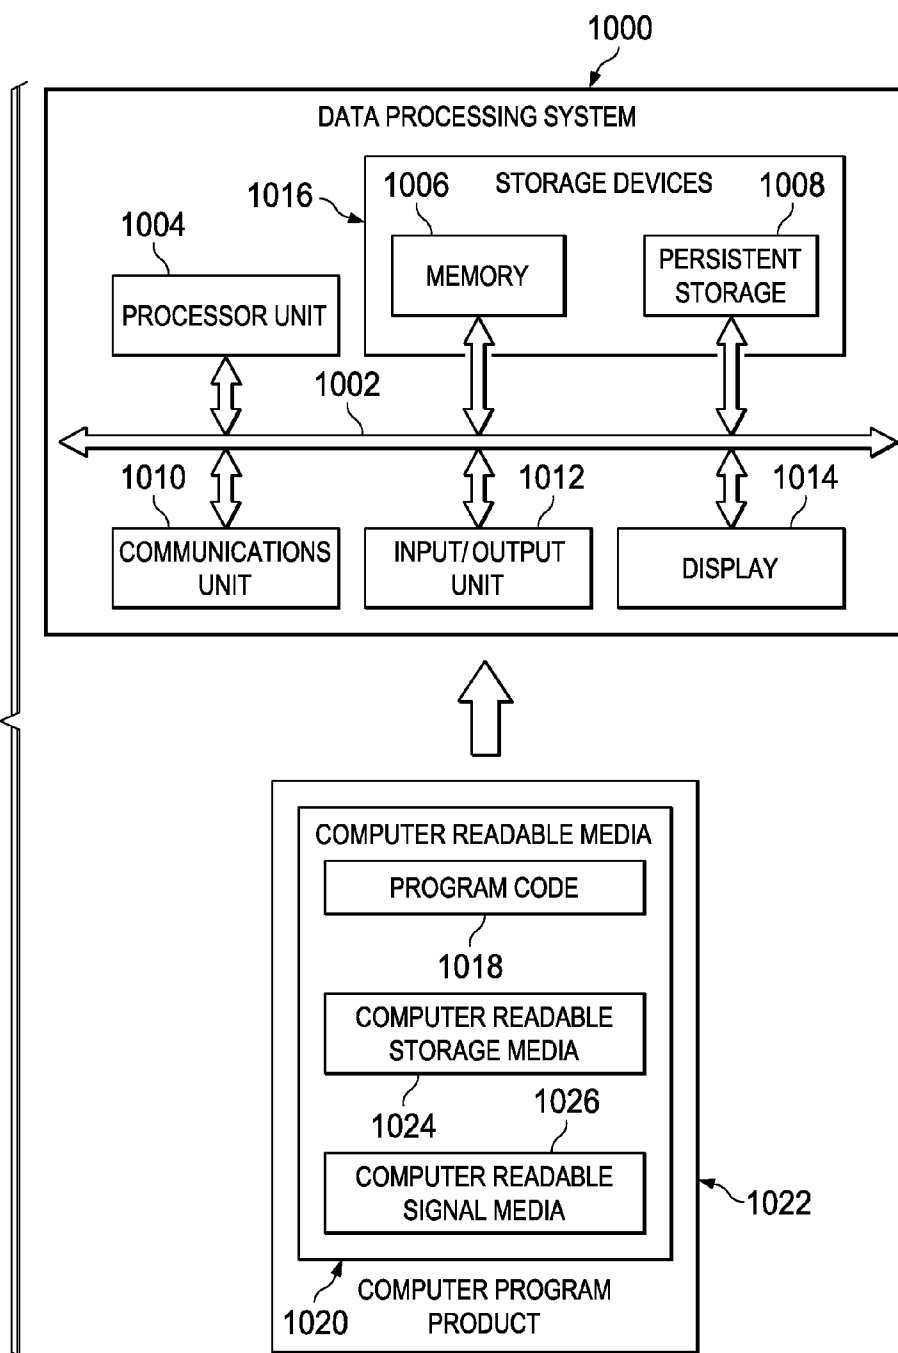 1000
DATA PROCESSING SYSTEM
STORAGE DEVICES
1016
1006
1008
1004
MEMORY
PERSISTENT
STORAGE
PROCESSOR UNIT
1002
1010
1012
1014
COMMUNICATIONS
UNIT
INPUT/OUTPUT
UNIT
DISPLAY
COMPUTER READABLE MEDIA
PROGRAM CODE
1018
COMPUTER READABLE
STORAGE MEDIA
1024
1026
COMPUTER READABLE
SIGNAL MEDIA
1022
1020
COMPUTER PROGRAM
PRODUCT